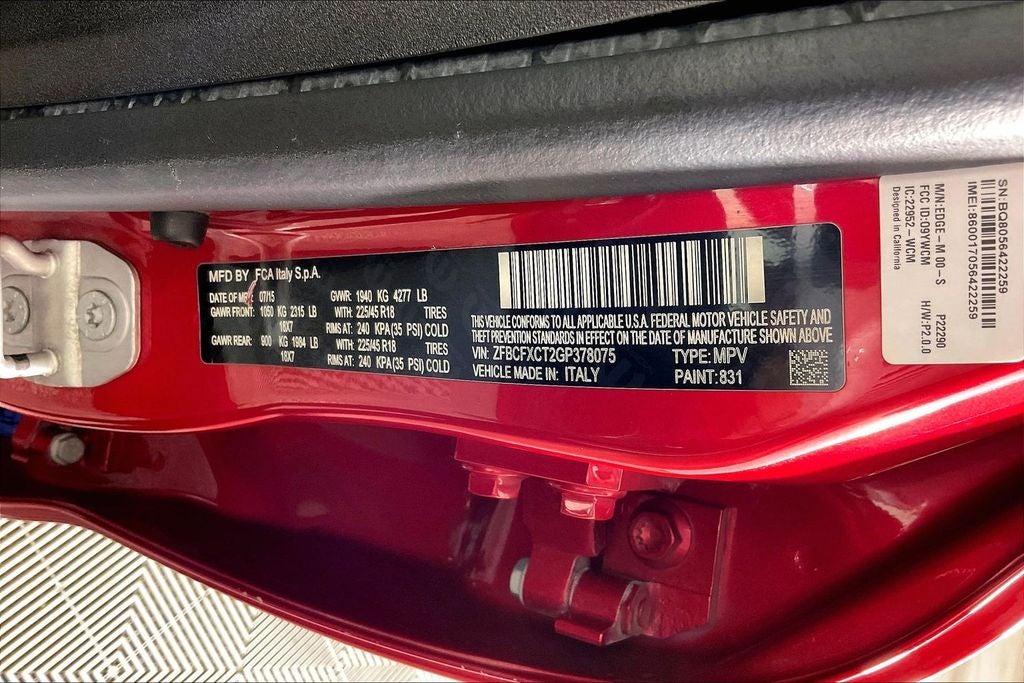 MFD BY FCA Italy S.p.A.
DATE OF MFR: 07/15 GVWR: 1940 KG 4277 LB
GAWR FRONT: 1050 KG 2315 LB WITH: 225/45 R18 TIRES
18X7 RIMS AT: 240 KPA(35 PSI) COLD
GAWR REAR: 900 KG 1984 LB WITH: 225/45 R18 TIRES
18X7 RIMS AT: 240 KPA(35 PSI) COLD
THIS VEHICLE CONFORMS TO ALL APPLICABLE U.S.A. FEDERAL MOTOR VEHICLE SAFETY AND
THEFT PREVENTION STANDARDS IN EFFECT ON THE DATE OF MANUFACTURE SHOWN ABOVE
VIN: ZFBCFXCT2GP378075 TYPE: MPV
VEHICLE MADE IN: ITALY PAINT:831
SN:BQ8056422259
IMEI:860017056422259
M/N:EDGE-M 00-S P22290
FCC ID:O9YWCM H/W:P2.0.0
IC:22952-WCM
Designed in California